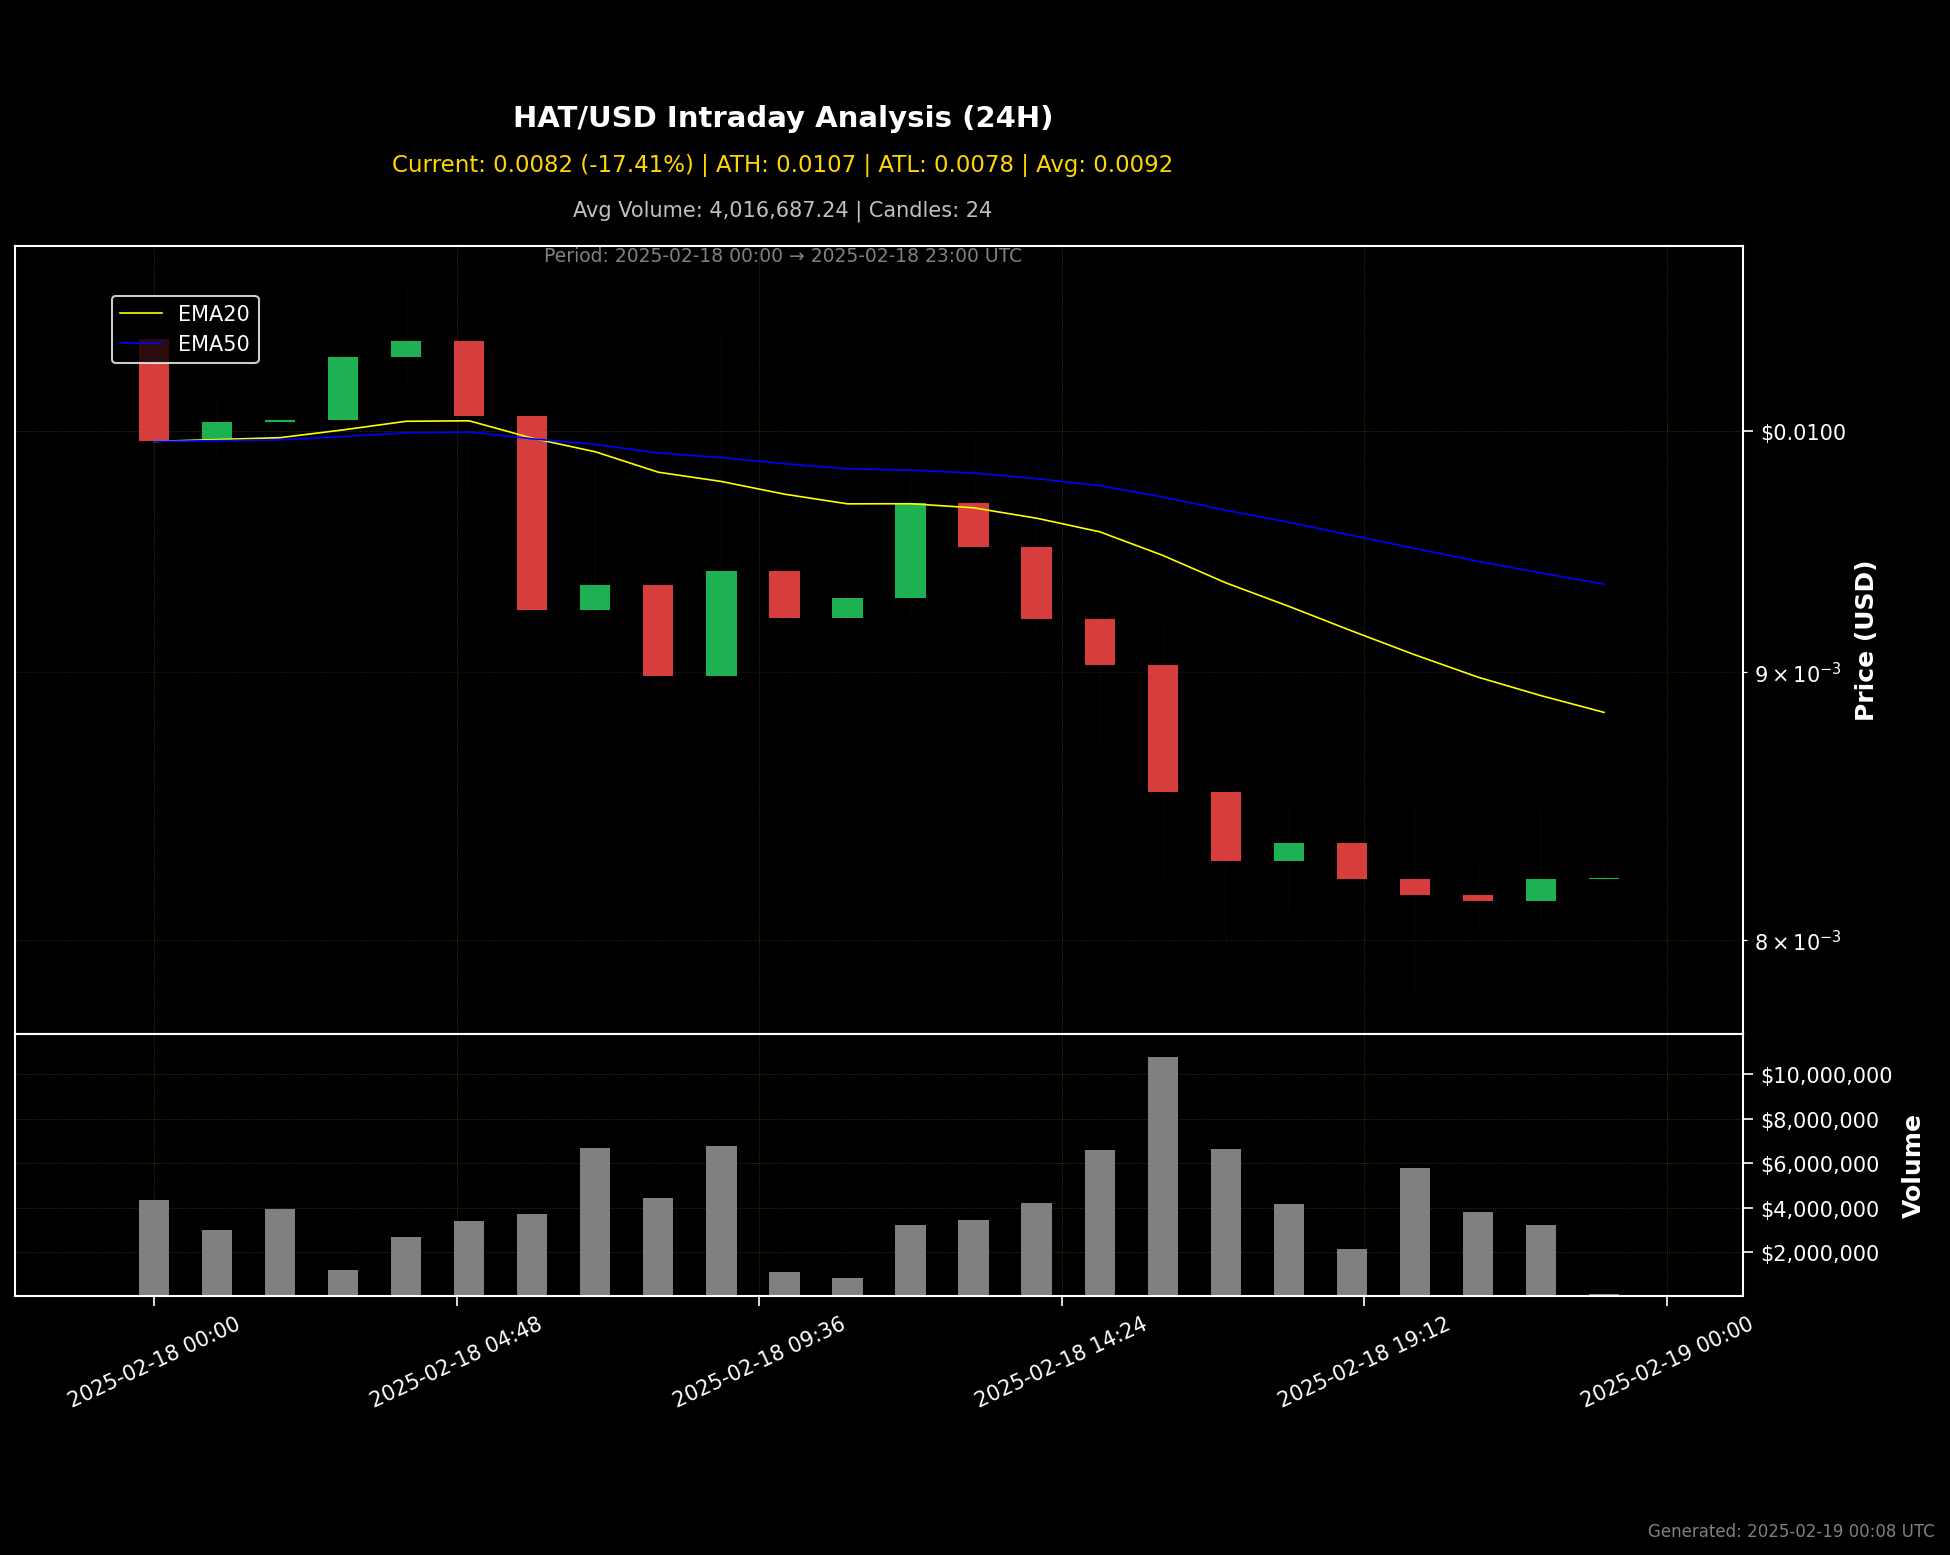 HAT/USD Intraday Analysis (24H)
Current: 0.0082 (-17.41%) | ATH: 0.0107 | ATL: 0.0078 | Avg: 0.0092
Avg Volume: 4,016,687.24 | Candles: 24
Period: 2025-02-18 00:00 → 2025-02-18 23:00 UTC
EMA20
EMA50
$0.0100
9 × 10⁻³
8 × 10⁻³
Price (USD)
$10,000,000
$8,000,000
$6,000,000
$4,000,000
$2,000,000
Volume
2025-02-18 00:00
2025-02-18 04:48
2025-02-18 09:36
2025-02-18 14:24
2025-02-18 19:12
2025-02-19 00:00
Generated: 2025-02-19 00:08 UTC